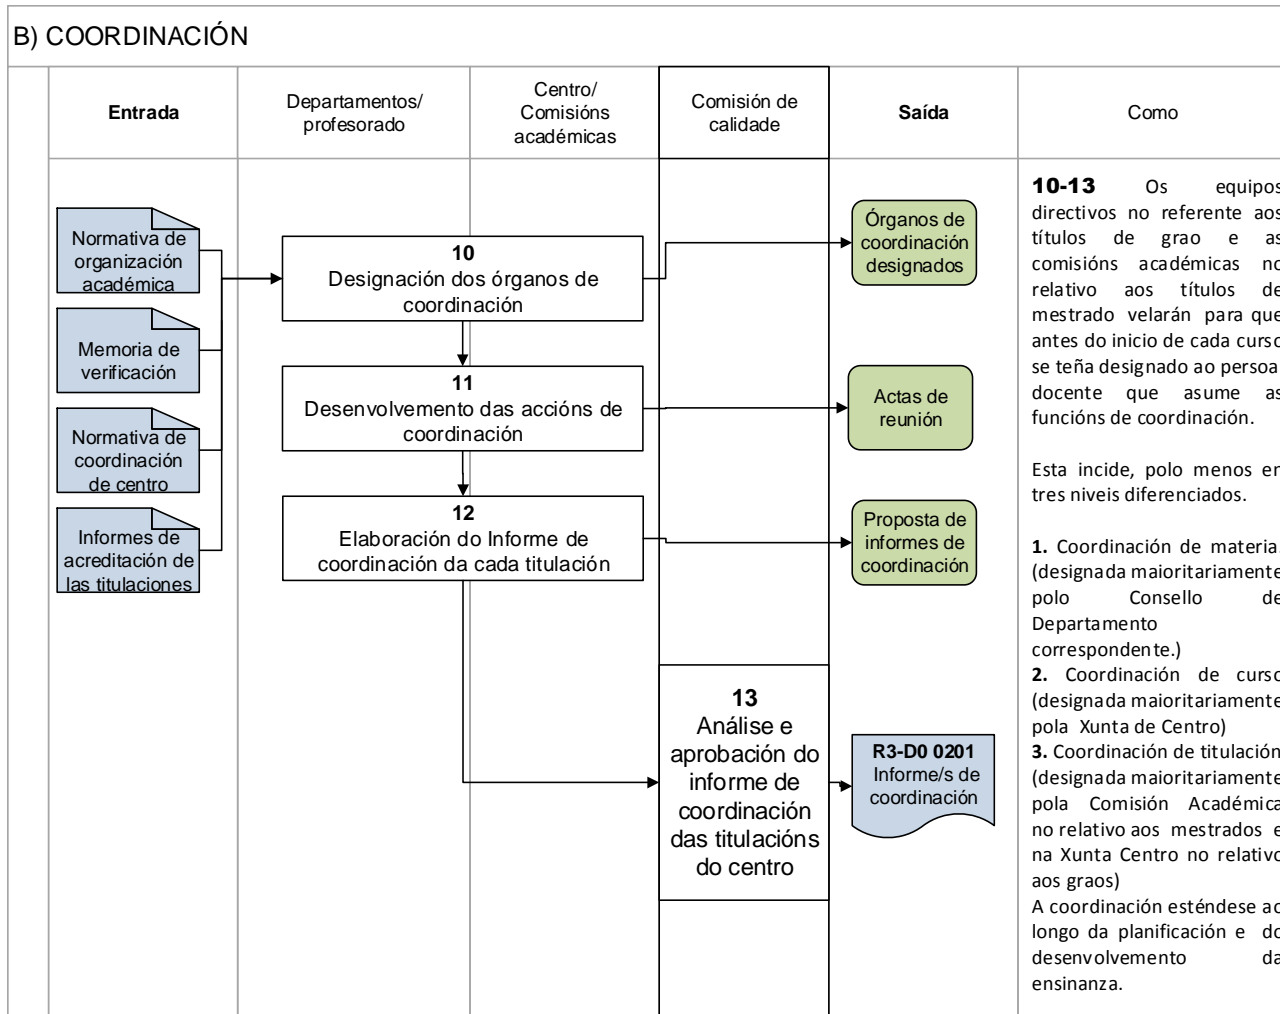 B) COORDINACIÓN
Entrada
Departamentos/
profesorado
Centro/
Comisións
académicas
Comisión de
calidade
Saída
Como
Normativa de
organización
académica
Memoria de
verificación
Normativa de
coordinación
de centro
Informes de
acreditación de
las titulaciones
10
Designación dos órganos de
coordinación
11
Desenvolvemento das accións de
coordinación
12
Elaboración do Informe de
coordinación da cada titulación
13
Análise e
aprobación do
informe de
coordinación
das titulacións
do centro
Órganos de
coordinación
designados
Actas de
reunión
Proposta de
informes de
coordinación
R3-D0 0201
Informe/s de
coordinación
10-13 Os equipos
directivos no referente aos
títulos de grao e as
comisións académicas no
relativo aos títulos de
mestrado velarán para que
antes do inicio de cada curso
se teña designado ao persoal
docente que asume as
funcións de coordinación.
Esta incide, polo menos en
tres niveis diferenciados.
1. Coordinación de materia.
(designada maioritariamente
polo Consello de
Departamento
correspondente.)
2. Coordinación de curso
(designada maioritariamente
pola Xunta de Centro)
3. Coordinación de titulación
(designada maioritariamente
pola Comisión Académica
no relativo aos mestrados e
na Xunta Centro no relativo
aos graos)
A coordinación esténdese ao
longo da planificación e do
desenvolvemento da
ensinanza.